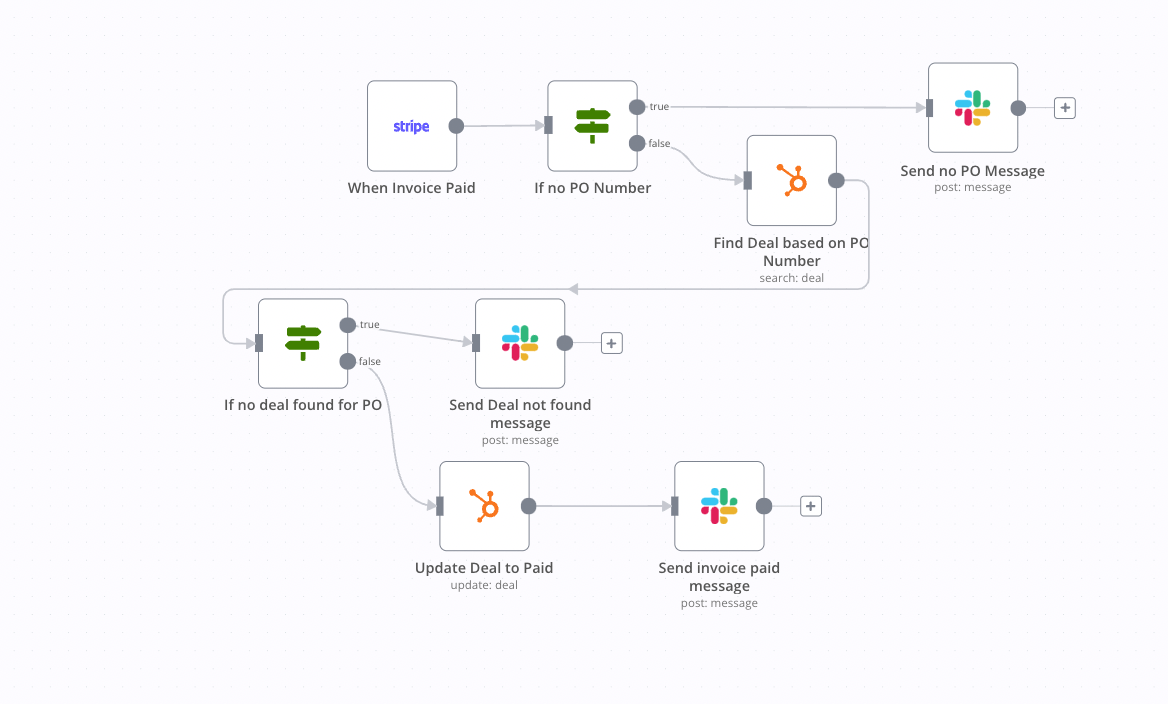 stripe
When Invoice Paid
true
false
If no PO Number
Send no PO Message
post: message
Find Deal based on PO
Number
search: deal
true
false
If no deal found for PO
Send Deal not found
message
post: message
Update Deal to Paid
update: deal
Send invoice paid
message
post: message